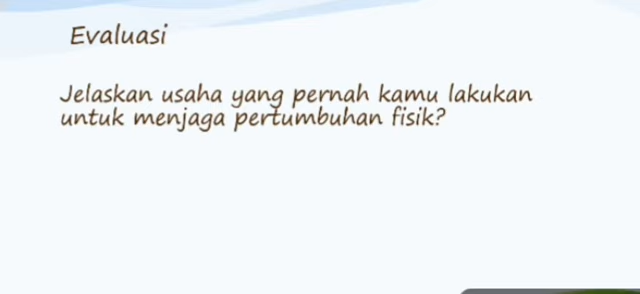 Evaluasi
Jelaskan usaha yang pernah kamu lakukan
untuk menjaga pertumbuhan fisik?